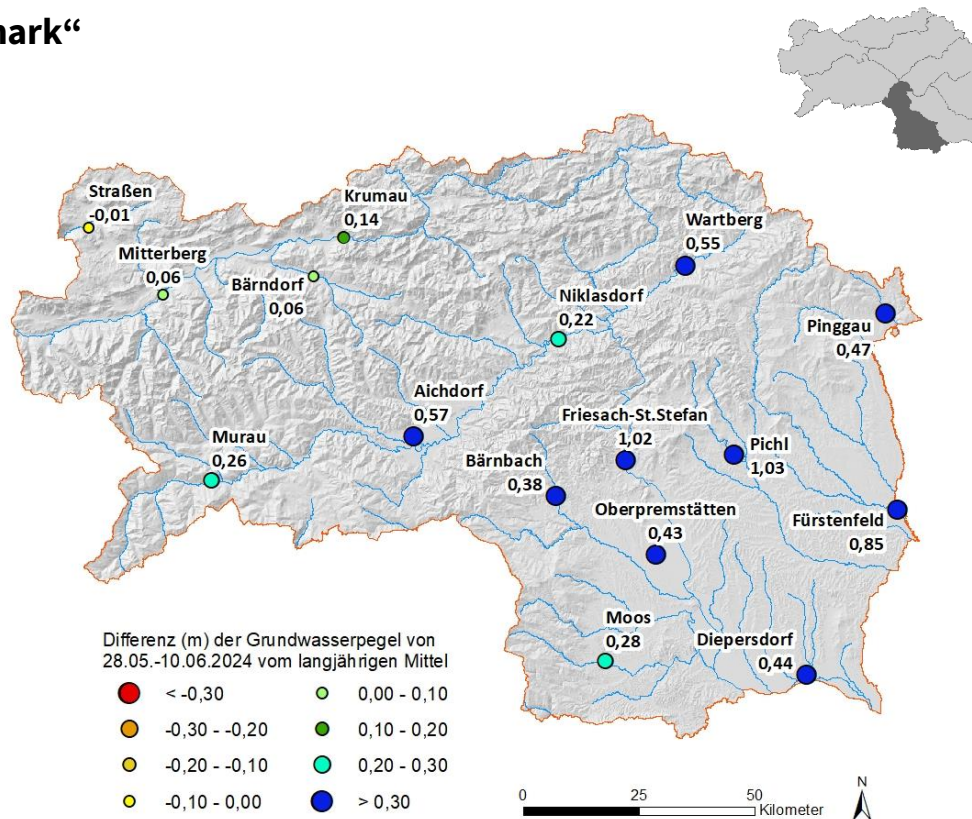 nark“
Straßen
-0,01
Krumau
0,14
Wartberg
0,55
Mitterberg
0,06
Bärndorf
0,06
Niklasdorf
0,22
Pinggau
0,47
Aichdorf
0,57
Friesach-St.Stefan
1,02
Murau
0,26
Pichl
1,03
Bärnbach
0,38
Oberpremstätten
0,43
Fürstenfeld
0,85
Moos
0,28
Diepersdorf
0,44
Differenz (m) der Grundwasserpegel von
28.05.-10.06.2024 vom langjährigen Mittel
< -0,30
-0,30 - -0,20
-0,20 - -0,10
-0,10 - 0,00
0,00 - 0,10
0,10 - 0,20
0,20 - 0,30
> 0,30
0 25 50
Kilometer
N